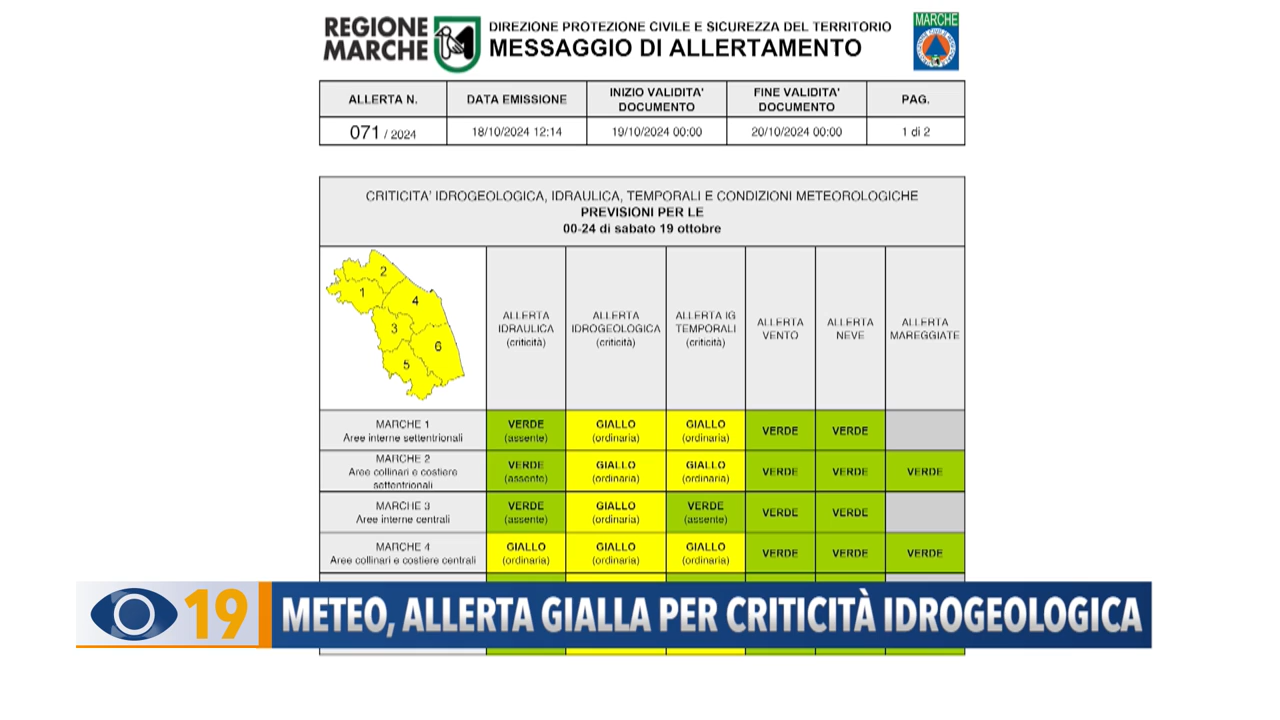 REGIONE
MARCHE
DIREZIONE PROTEZIONE CIVILE E SICUREZZA DEL TERRITORIO
MESSAGGIO DI ALLERTAMENTO
MARCHE
ALLERTA N.
DATA EMISSIONE
INIZIO VALIDITA'
DOCUMENTO
FINE VALIDITA'
DOCUMENTO
PAG.
071 / 2024
18/10/2024 12:14
19/10/2024 00:00
20/10/2024 00:00
1 di 2
CRITICITA' IDROGEOLOGICA, IDRAULICA, TEMPORALI E CONDIZIONI METEOROLOGICHE
PREVISIONI PER LE
00-24 di sabato 19 ottobre
2
1
4
3
6
5
ALLERTA
IDRAULICA
(criticità)
ALLERTA
IDROGEOLOGICA
(criticità)
ALLERTA IG
TEMPORALI
(criticità)
ALLERTA
VENTO
ALLERTA
NEVE
ALLERTA
MAREGGIATE
MARCHE 1
Aree interne settentrionali
VERDE
(assente)
GIALLO
(ordinaria)
GIALLO
(ordinaria)
VERDE
VERDE
MARCHE 2
Aree collinari e costiere
settentrionali
VERDE
(assente)
GIALLO
(ordinaria)
GIALLO
(ordinaria)
VERDE
VERDE
VERDE
MARCHE 3
Aree interne centrali
VERDE
(assente)
GIALLO
(ordinaria)
VERDE
(assente)
VERDE
VERDE
MARCHE 4
Aree collinari e costiere centrali
GIALLO
(ordinaria)
GIALLO
(ordinaria)
GIALLO
(ordinaria)
VERDE
VERDE
VERDE
19
METEO, ALLERTA GIALLA PER CRITICITÀ IDROGEOLOGICA